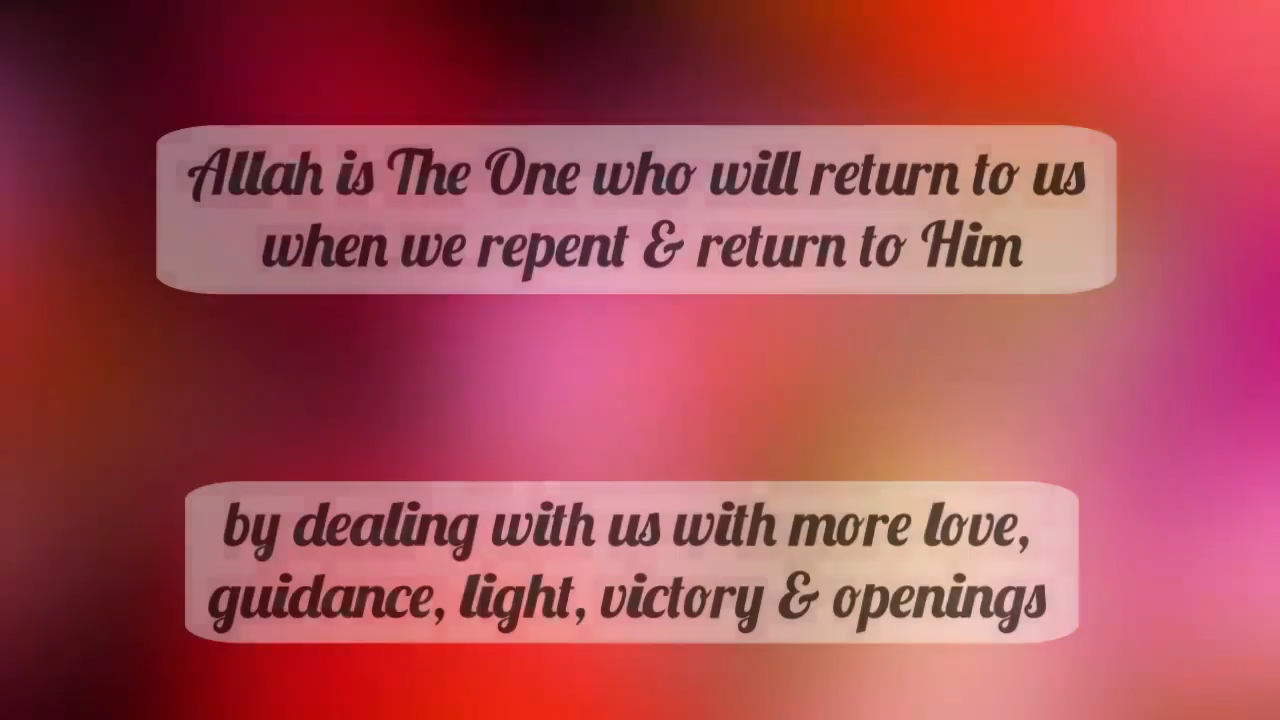 Allah is The One who will return to us
when we repent & return to Him
by dealing with us with more love,
guidance, light, victory & openings